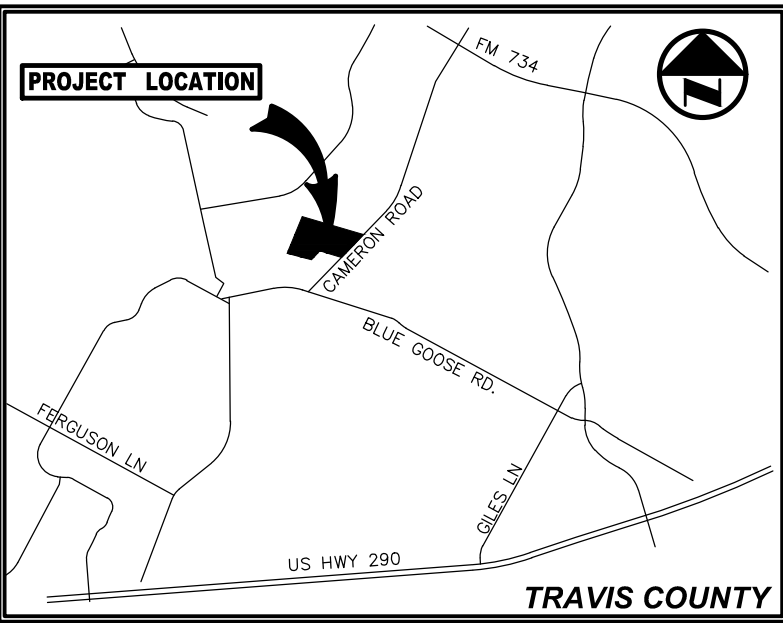 FM 734
PROJECT LOCATION
N
CAMERON ROAD
BLUE GOOSE RD.
FERGUSON LN
GILES LN
US HWY 290
TRAVIS COUNTY